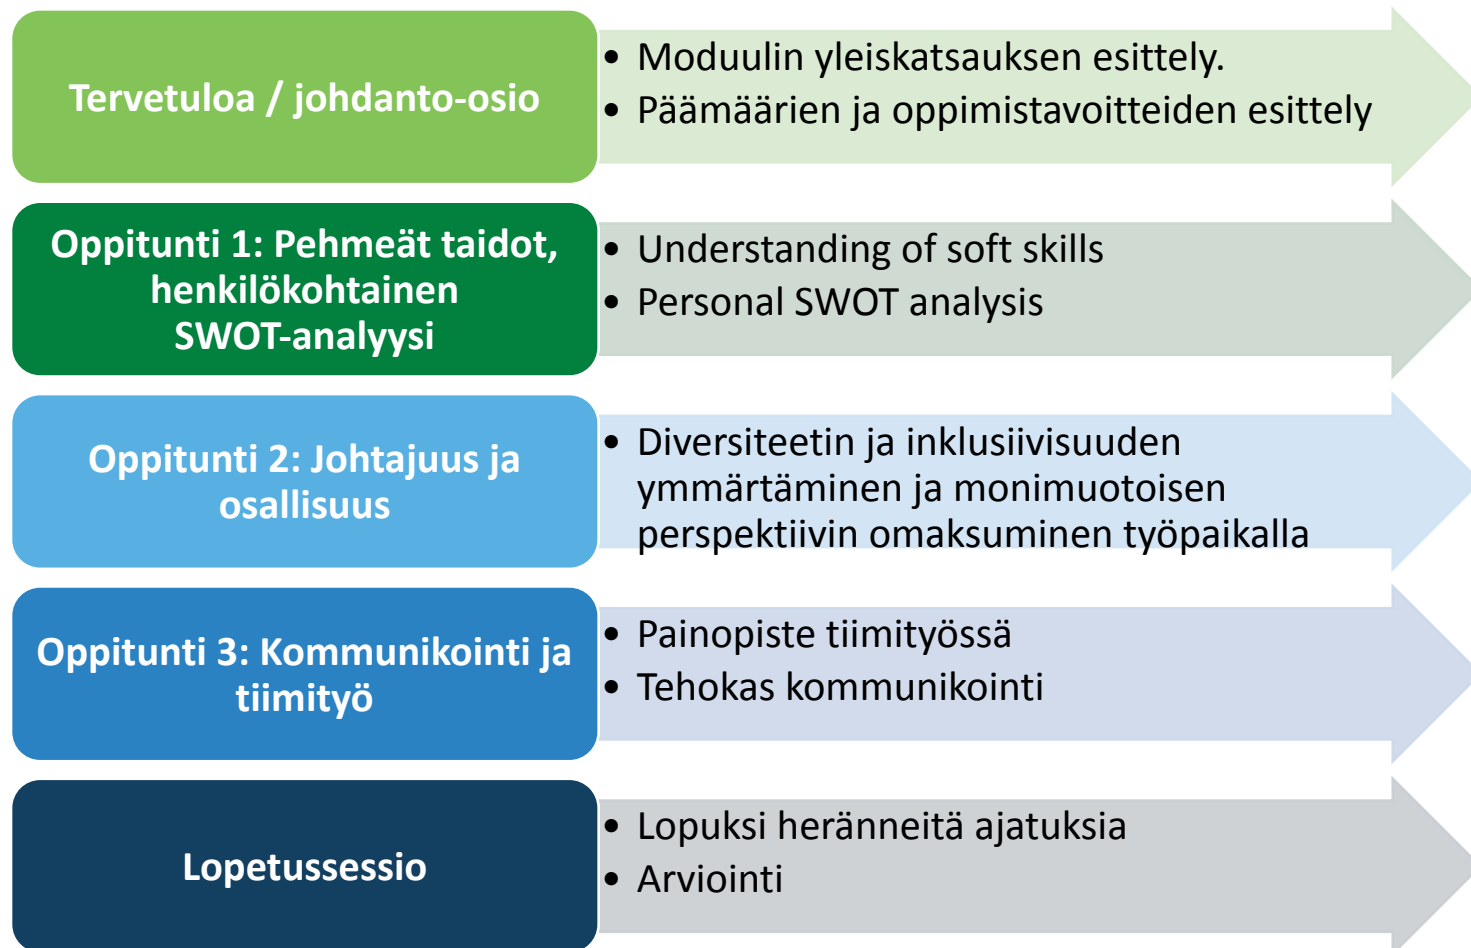 Tervetuloa / johdanto-osio
• Moduulin yleiskatsauksen esittely.
• Päämäärien ja oppimistavoitteiden esittely
Oppitunti 1: Pehmeät taidot,
henkilökohtainen
SWOT-analyysi
• Understanding of soft skills
• Personal SWOT analysis
Oppitunti 2: Johtajuus ja
osallisuus
• Diversiteetin ja inklusiivisuuden
ymmärtäminen ja monimuotoisen
perspektiivin omaksuminen työpaikalla
Oppitunti 3: Kommunikointi ja
tiimityö
• Painopiste tiimityössä
• Tehokas kommunikointi
Lopetussessio
• Lopuksi heränneitä ajatuksia
• Arviointi